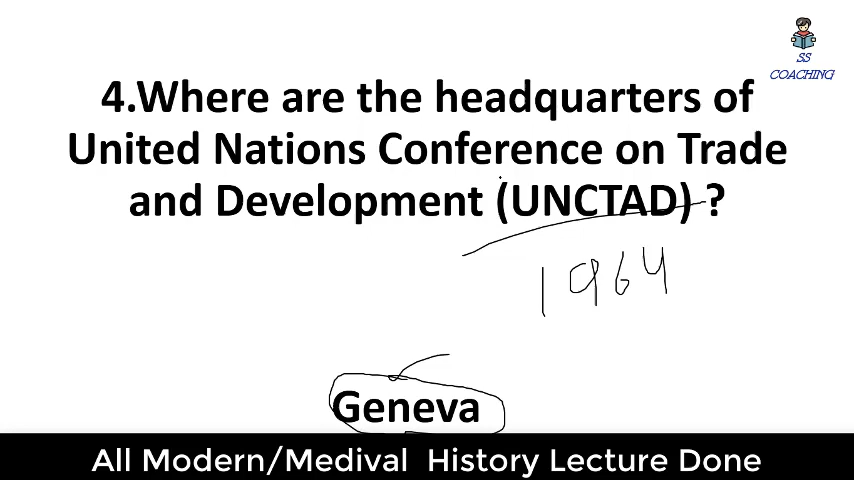 SS
COACHING
4.Where are the headquarters of
United Nations Conference on Trade
and Development (UNCTAD) ?
1964
Geneva
All Modern/Medival History Lecture Done